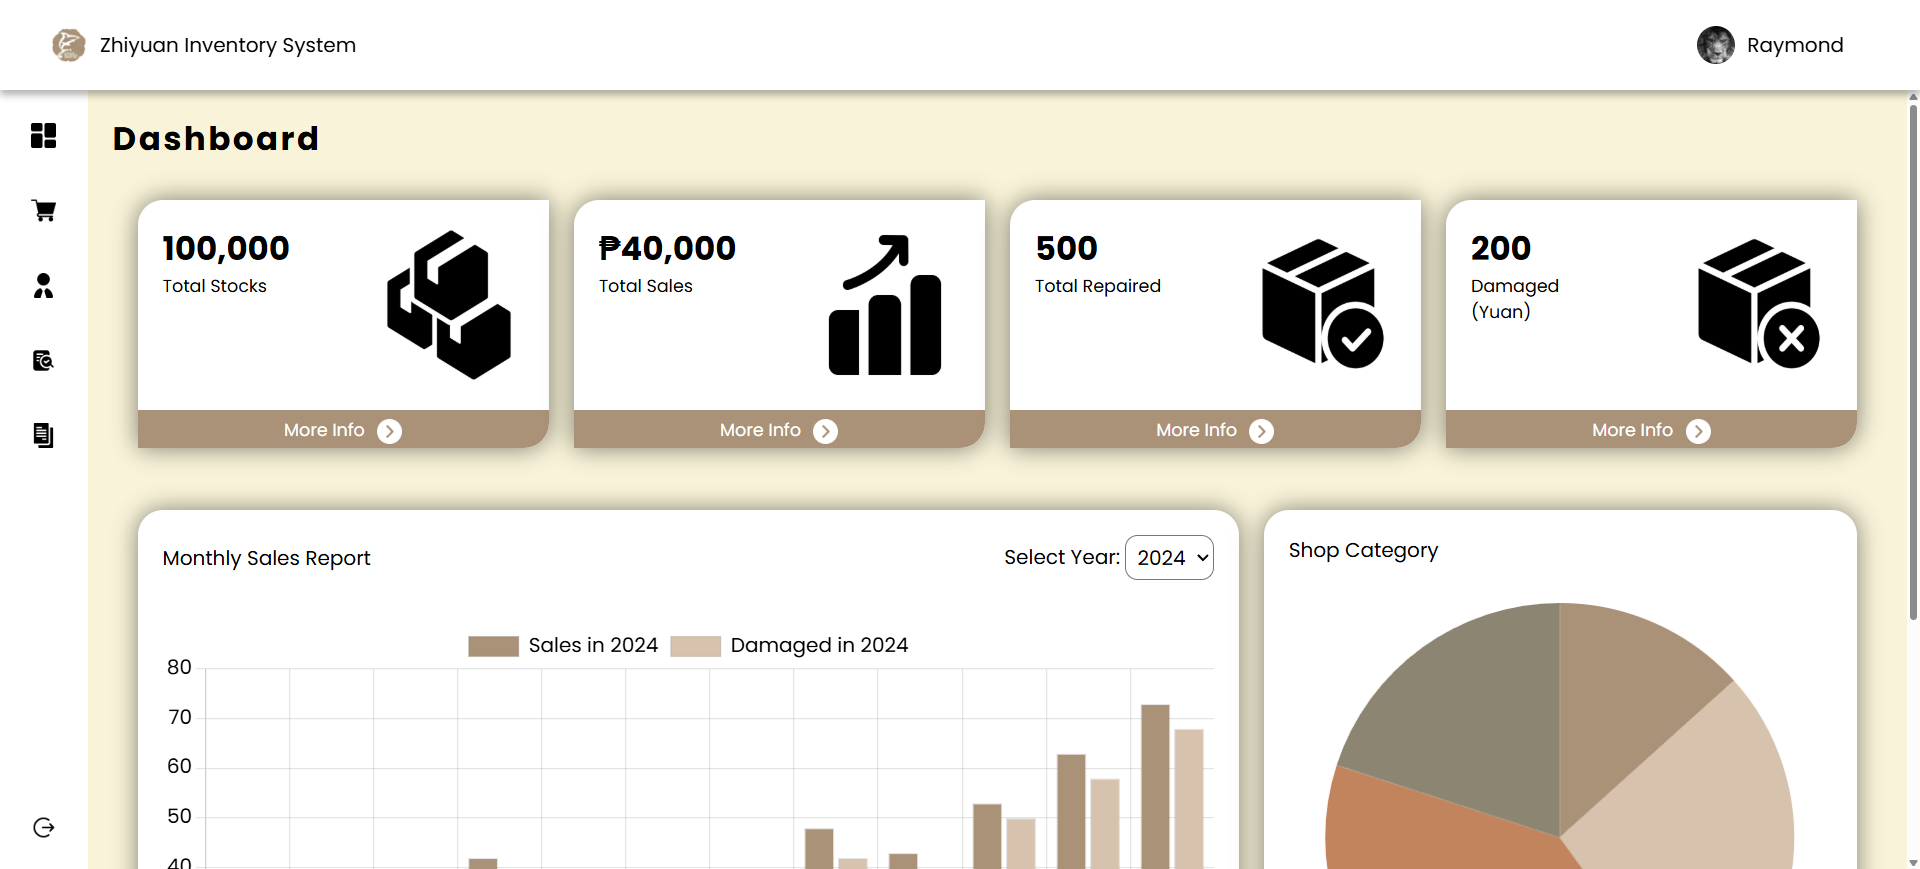 Zhiyuan Inventory System
Raymond
Dashboard
100,000
Total Stocks
More Info
₱40,000
Total Sales
More Info
500
Total Repaired
More Info
200
Damaged
(Yuan)
More Info
Monthly Sales Report
Select Year: 2024
Sales in 2024 Damaged in 2024
80
70
60
50
40
Shop Category